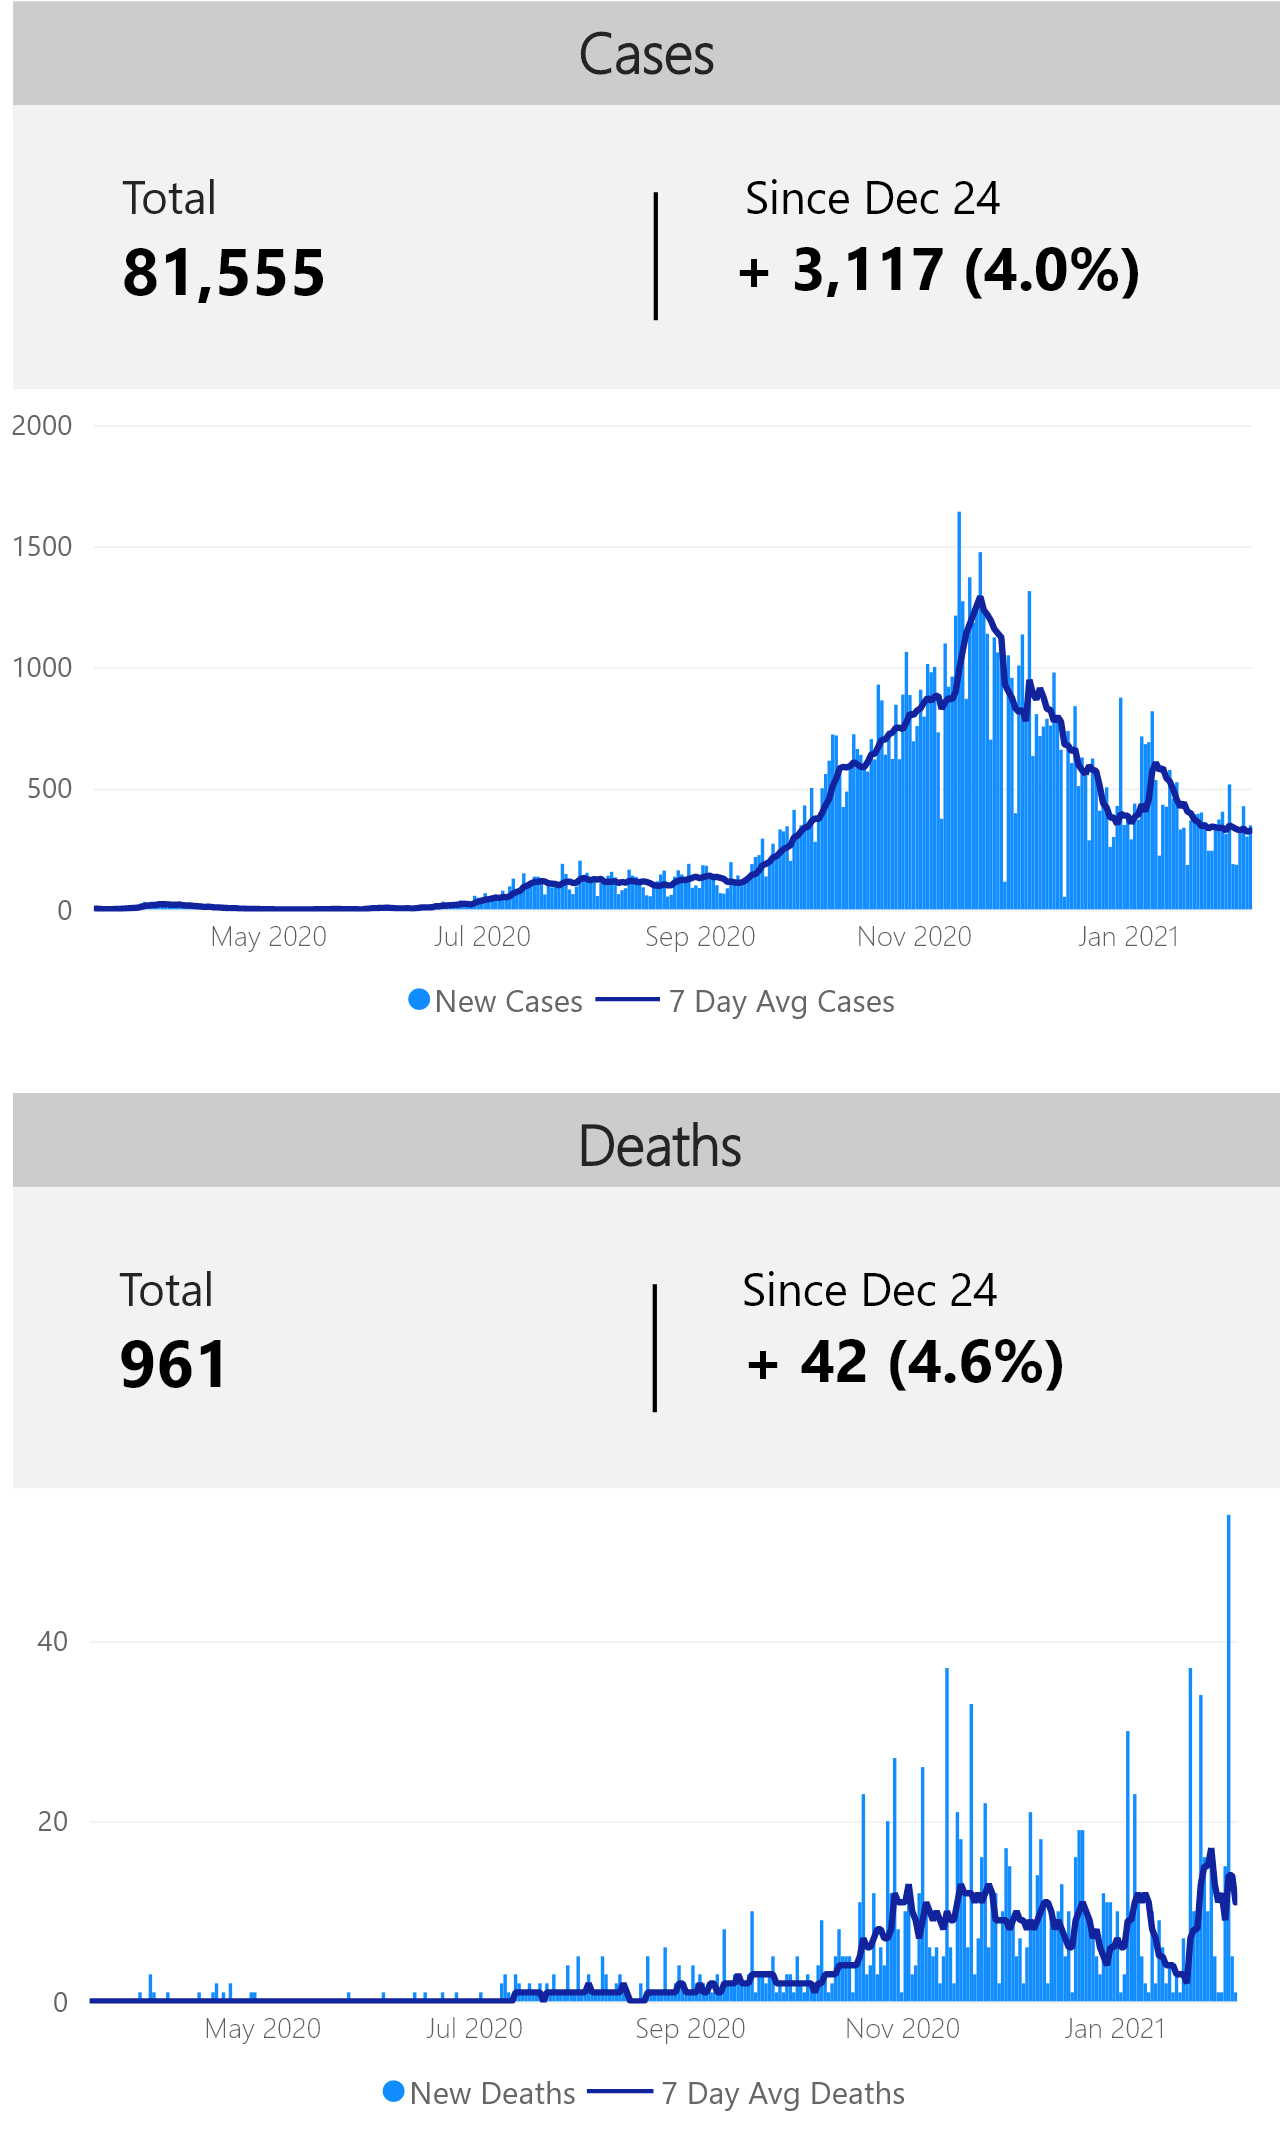 Cases
Total
Since Dec 24
81,555
+ 3,117 (4.0%)
2000
1500
1000
500
0
May 2020
Jul 2020
Sep 2020
Nov 2020
Jan 2021
New Cases
7 Day Avg Cases
Deaths
Total
Since Dec 24
961
+ 42 (4.6%)
40
20
0
May 2020
Jul 2020
Sep 2020
Nov 2020
Jan 2021
New Deaths
7 Day Avg Deaths